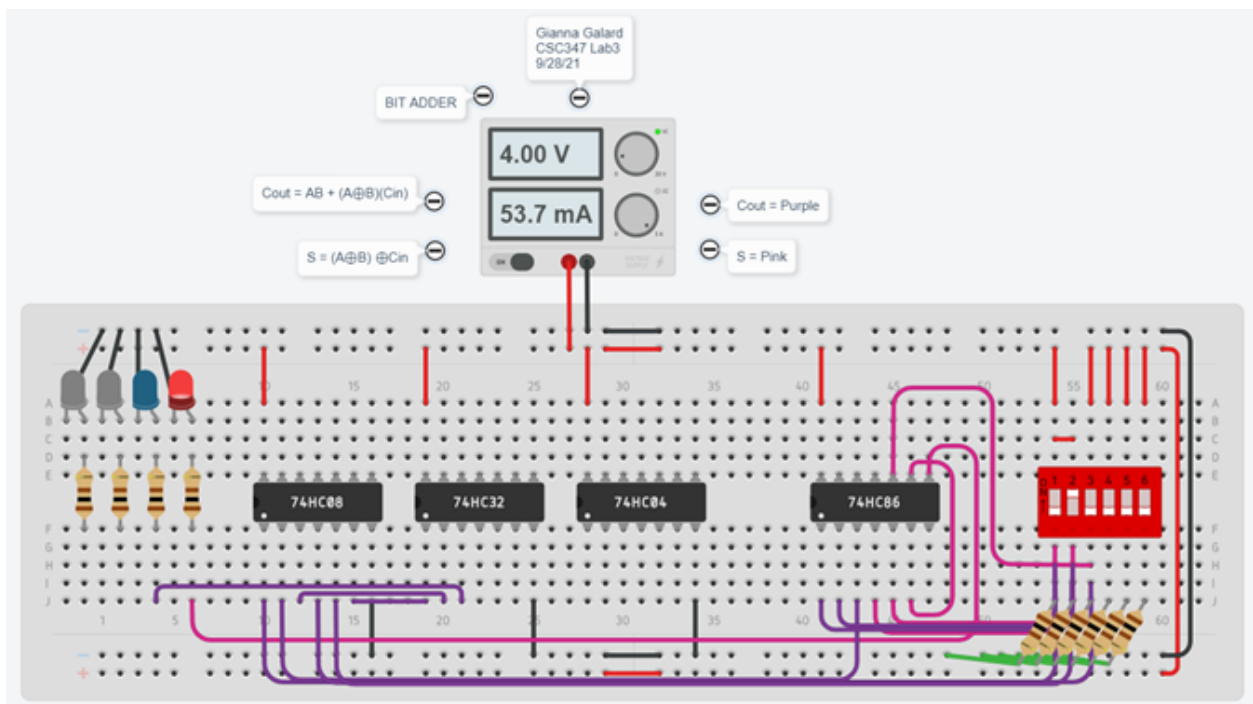 Gianna Galard
CSC347 Lab3
9/28/21
BIT ADDER
4.00 V
Cout = AB + (A⊕B)(Cin)
53.7 mA
Cout = Purple
S = (A⊕B) ⊕Cin
S = Pink
10 15 20 25 30 35 40 45 50 55 60
A A
B B
C C
D D
E E
74HC08 74HC32 74HC04 74HC86
1 2 3 4 5 6
F F
G G
H H
I I
J J
1 5 10 15 20 25 30 35 40 45 50 60